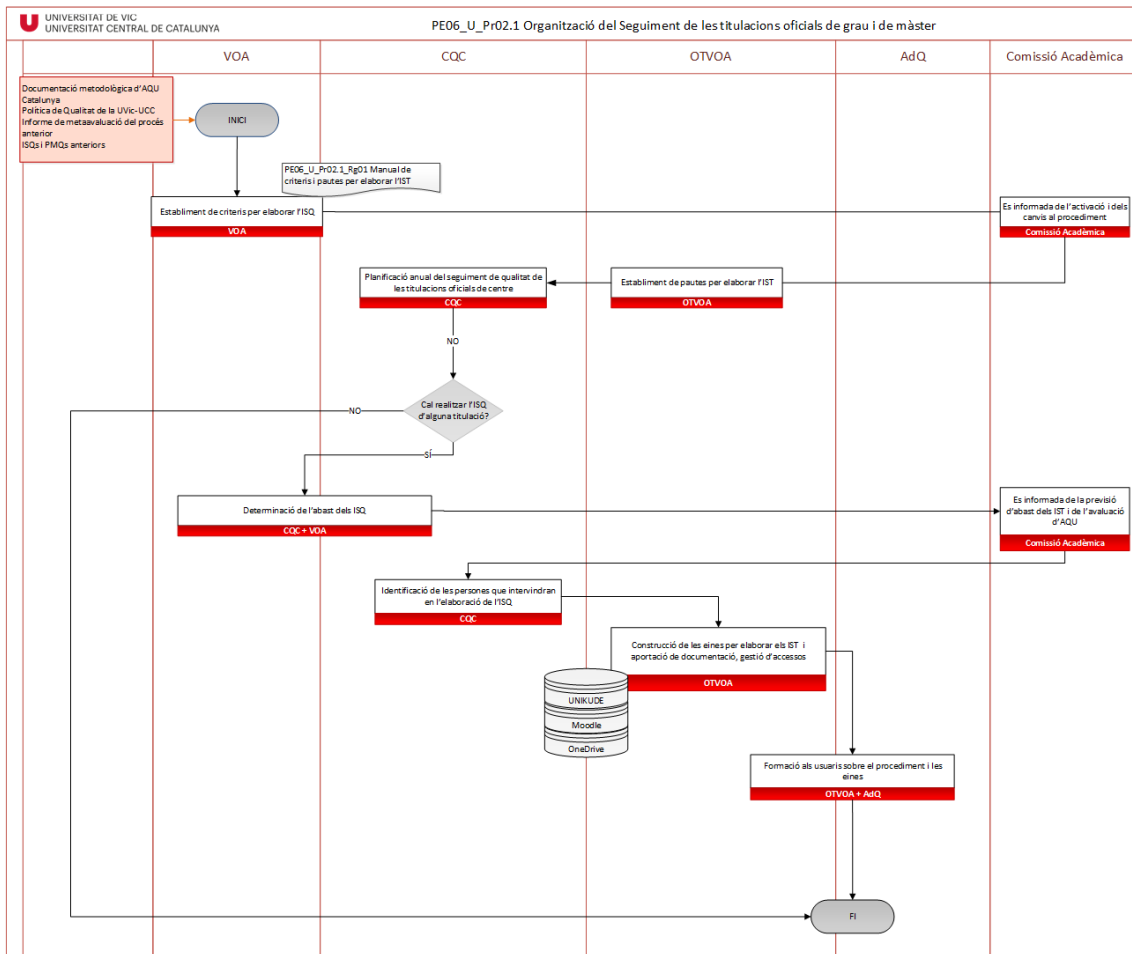 UNIVERSITAT DE VIC
UNIVERSITAT CENTRAL DE CATALUNYA
PE06_U_Pr02.1 Organització del Seguiment de les titulacions oficials de grau i de màster
VOA
CQC
OTVOA
AdQ
Comissió Acadèmica
Documentació metodològica d'AQU
Catalunya
Política de Qualitat de la UVic-UCC
Informe de metaavaluació del procés
anterior
ISQs i PMQs anteriors
INICI
PE06_U_Pr02.1_Rg01 Manual de
criteris i pautes per elaborar l'IST
Establiment de criteris per elaborar l'ISQ
VOA
Es informada de l'activació i dels
canvis al procediment
Comissió Acadèmica
Planificació anual del seguiment de qualitat de
les titulacions oficials de centre
CQC
Establiment de pautes per elaborar l'IST
OTVOA
NO
Cal realitzar l'ISQ
d'alguna titulació?
NO
SÍ
Determinació de l'abast dels ISQ
CQC + VOA
Es informada de la previsió
d'abast dels IST i de l'avaluació
d'AQU
Comissió Acadèmica
Identificació de les persones que intervindran
en l'elaboració de l'ISQ
CQC
Construcció de les eines per elaborar els IST i
aportació de documentació, gestió d'accessos
OTVOA
UNIKUDE
Moodle
OneDrive
Formació als usuaris sobre el procediment i les
eines
OTVOA + AdQ
FI